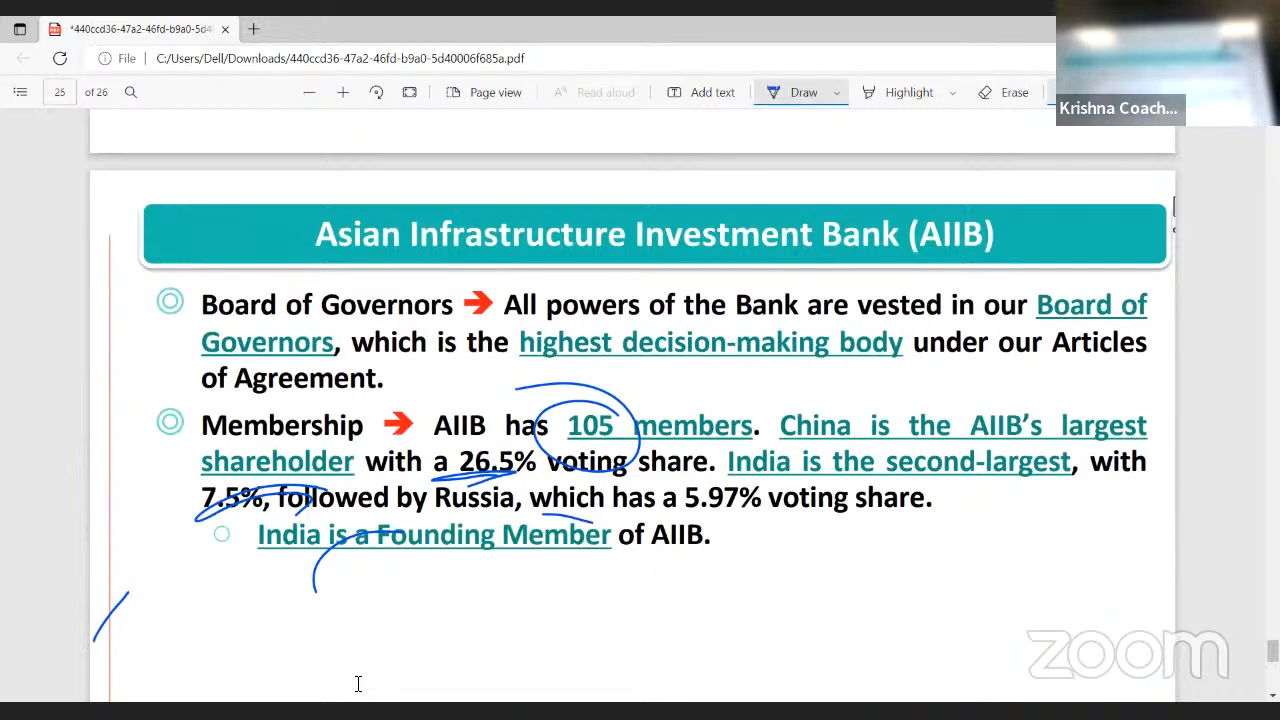 *440ccd36-47a2-46fd-b9a0-5d4
File C:/Users/Dell/Downloads/440ccd36-47a2-46fd-b9a0-5d40006f685a.pdf
25 of 26 Page view Read aloud Add text Draw Highlight Erase
Krishna Coach...
Asian Infrastructure Investment Bank (AIIB)
Board of Governors ➔ All powers of the Bank are vested in our Board of
Governors, which is the highest decision-making body under our Articles
of Agreement.
Membership ➔ AIIB has 105 members. China is the AIIB’s largest
shareholder with a 26.5% voting share. India is the second-largest, with
7.5%, followed by Russia, which has a 5.97% voting share.
India is a Founding Member of AIIB.
zoom